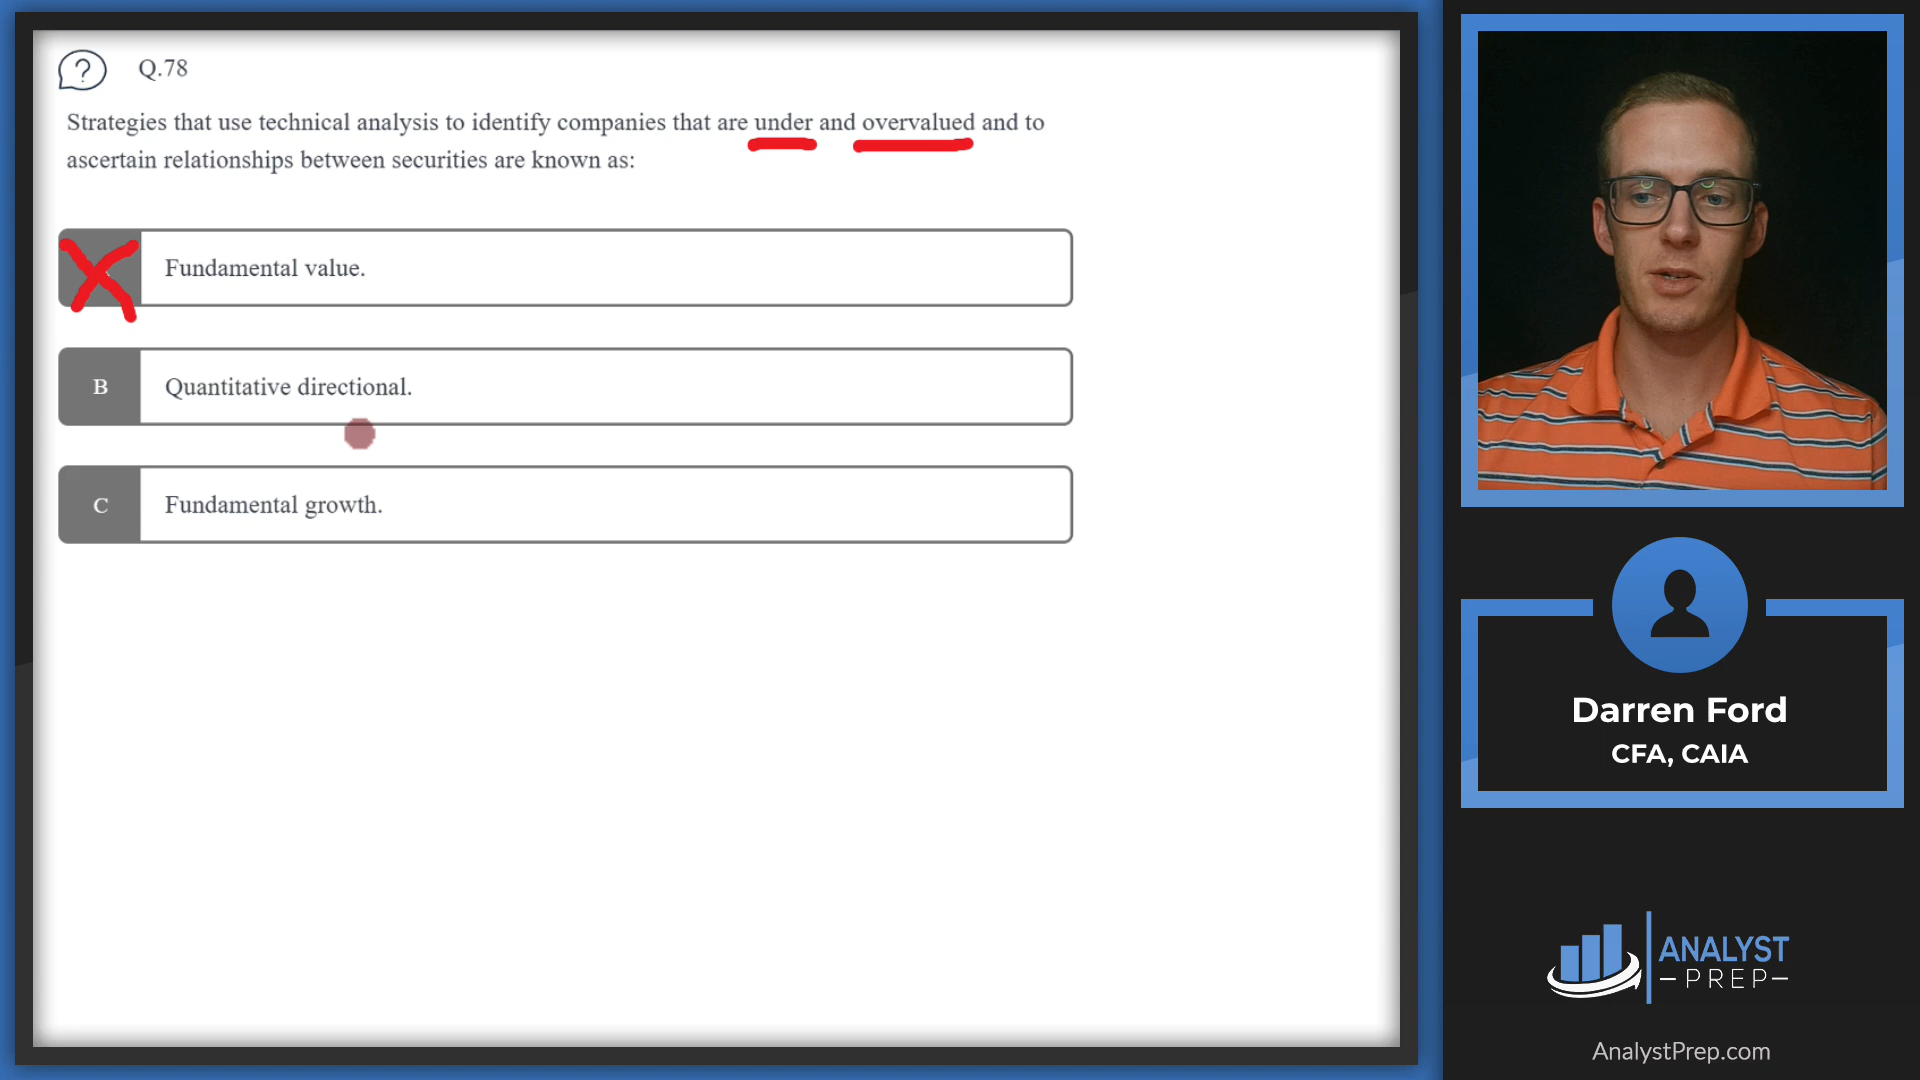 ?
Q.78
Strategies that use technical analysis to identify companies that are under and overvalued and to
ascertain relationships between securities are known as:
Fundamental value.
B
Quantitative directional.
C
Fundamental growth.
Darren Ford
CFA, CAIA
ANALYST
PREP
AnalystPrep.com